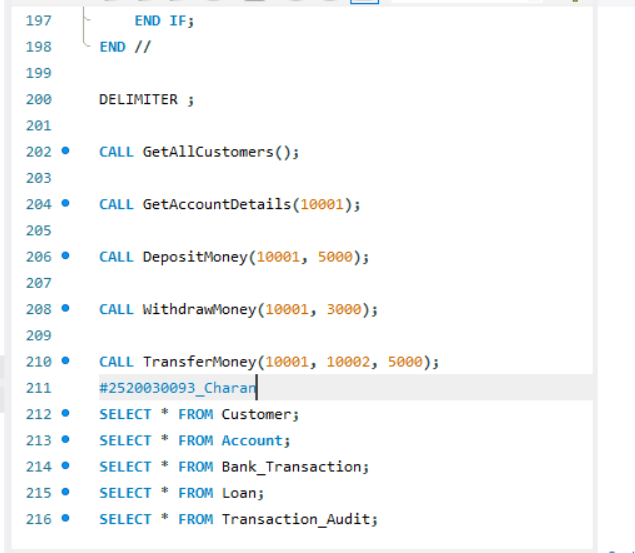 197 END IF;
198 END //
199
200 DELIMITER ;
201
202 CALL GetAllCustomers();
203
204 CALL GetAccountDetails(10001);
205
206 CALL DepositMoney(10001, 5000);
207
208 CALL WithdrawMoney(10001, 3000);
209
210 CALL TransferMoney(10001, 10002, 5000);
211 #2520030093_Charan
212 SELECT * FROM Customer;
213 SELECT * FROM Account;
214 SELECT * FROM Bank_Transaction;
215 SELECT * FROM Loan;
216 SELECT * FROM Transaction_Audit;